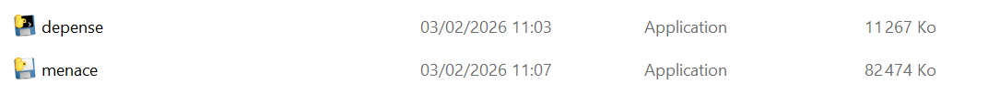 depense 03/02/2026 11:03 Application 11 267 Ko
menace 03/02/2026 11:07 Application 82 474 Ko